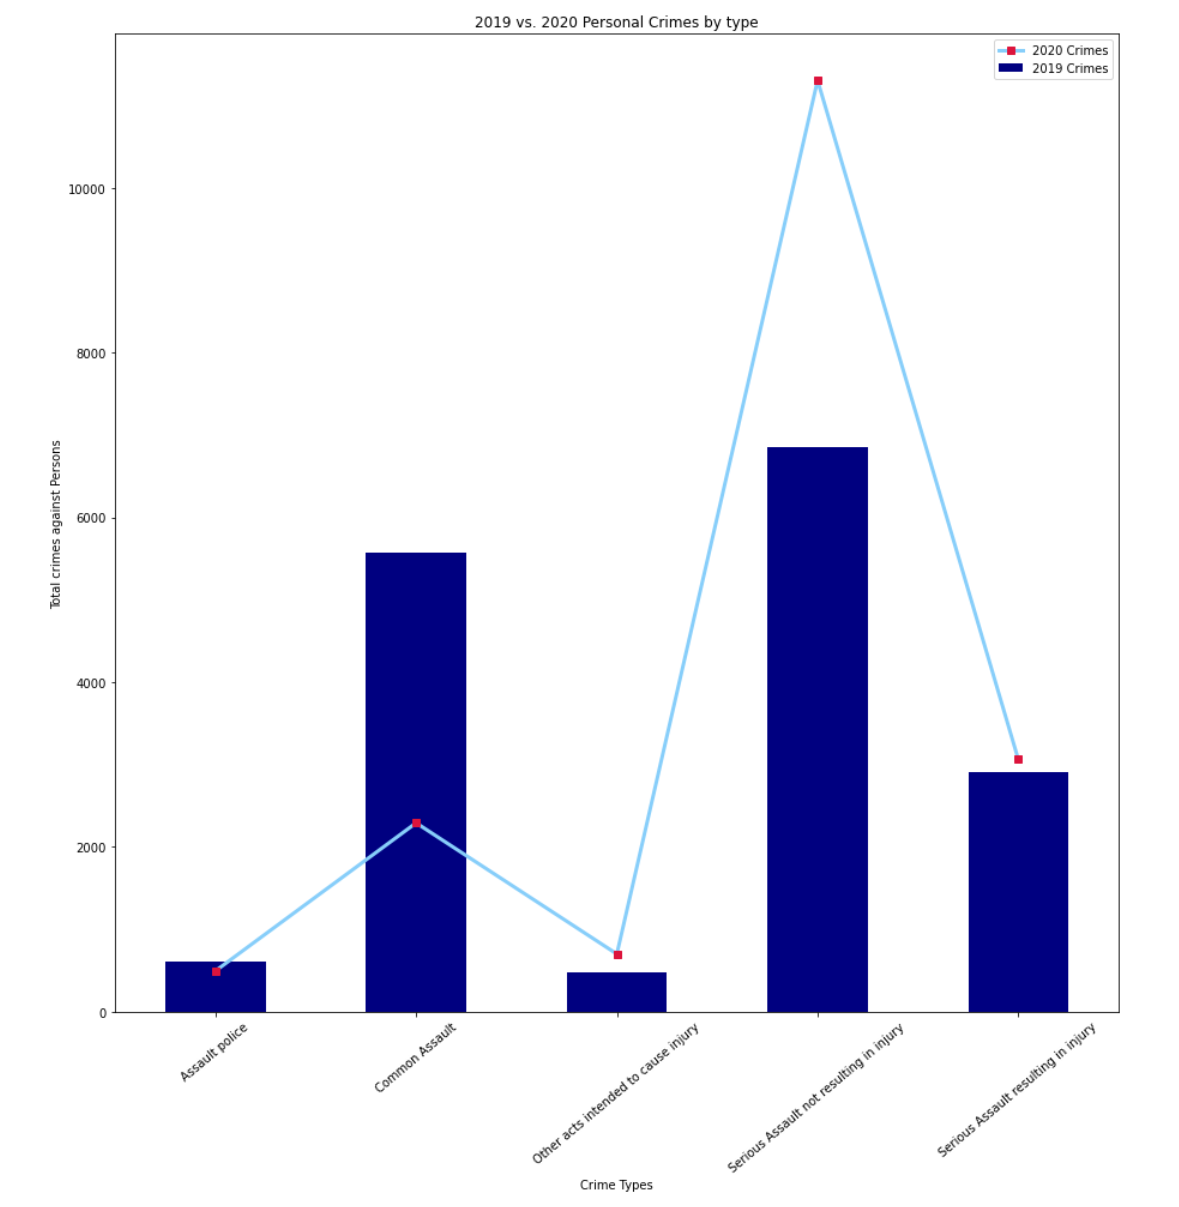 2019 vs. 2020 Personal Crimes by type
2020 Crimes
2019 Crimes
10000
8000
6000
4000
2000
0
Total crimes against Persons
Assault police
Common Assault
Other acts intended to cause injury
Serious Assault not resulting in injury
Serious Assault resulting in injury
Crime Types